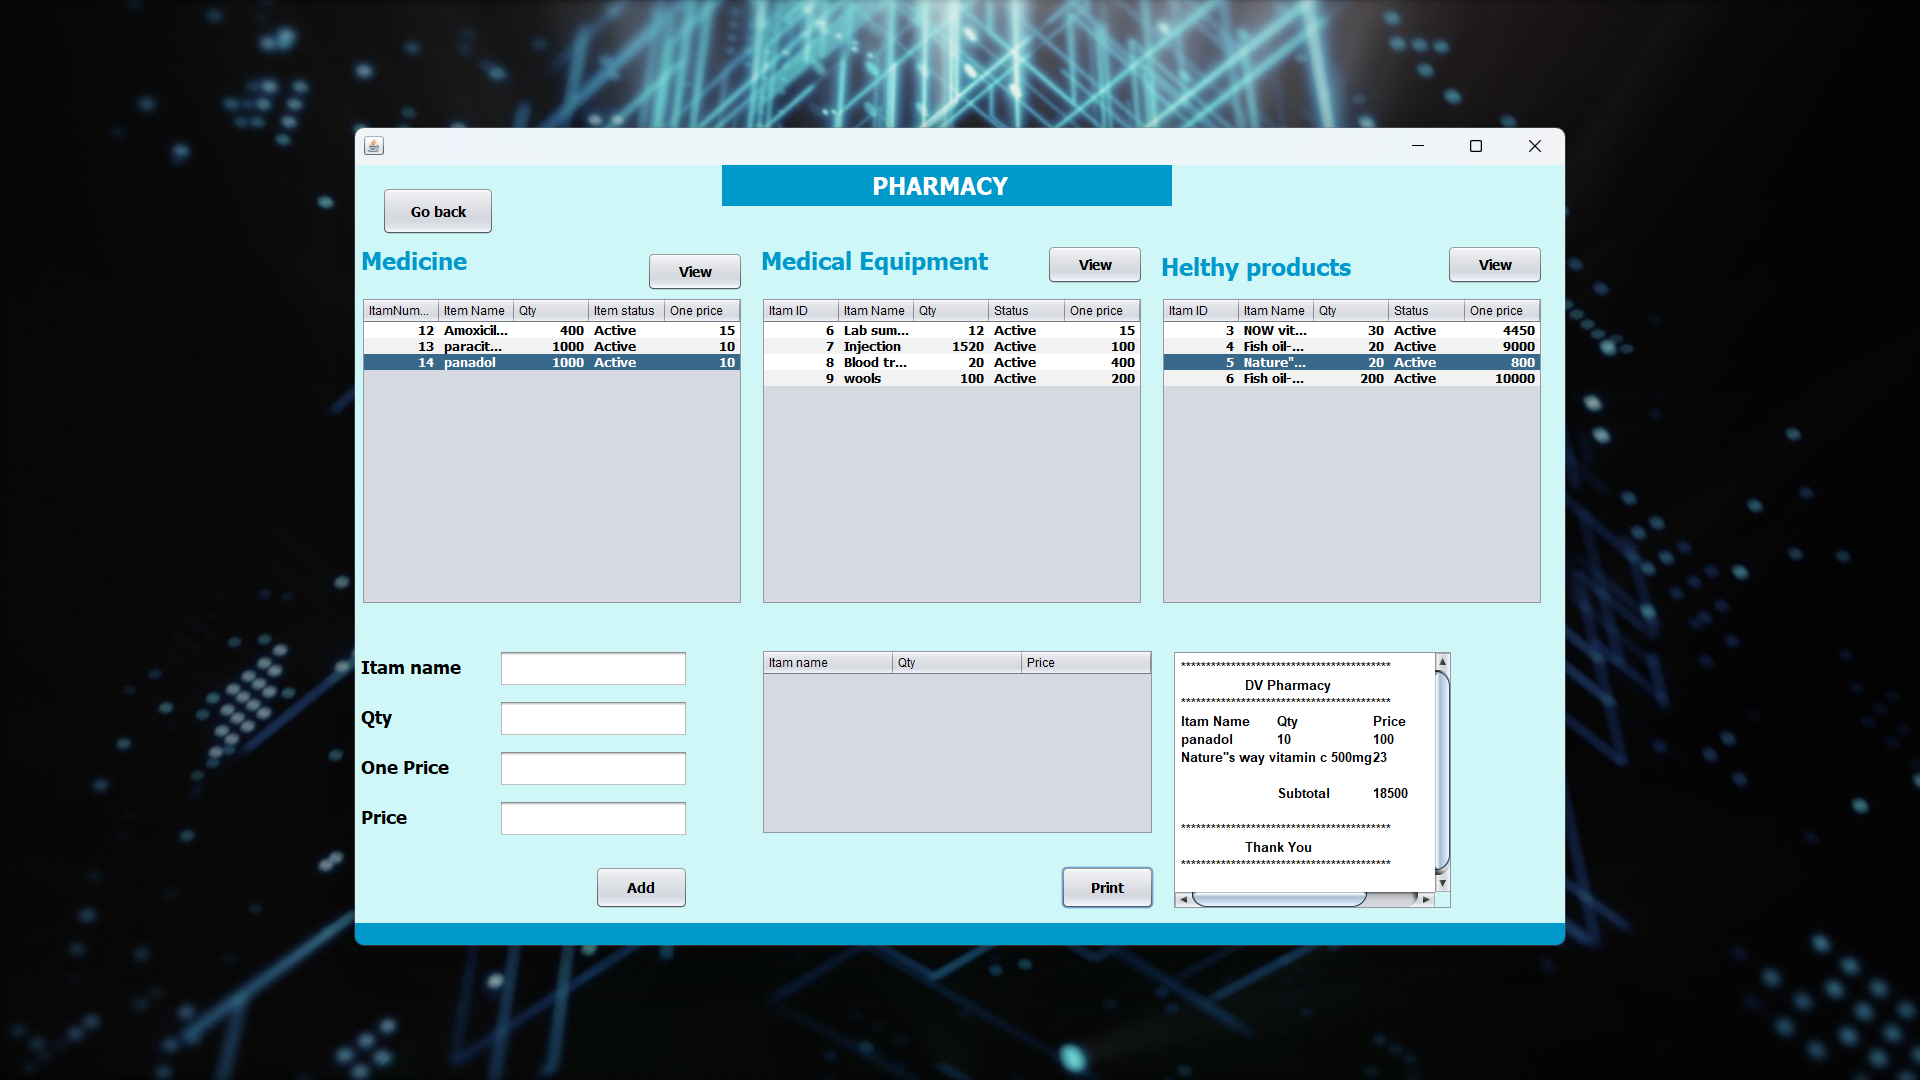 PHARMACY
Go back
Medicine
View
ItamNum... Item Name Qty Item status One price
12 Amoxicil... 400 Active 15
13 paracit... 1000 Active 10
14 panadol 1000 Active 10
Medical Equipment
View
Itam ID Itam Name Qty Status One price
6 Lab sum... 12 Active 15
7 Injection 1520 Active 100
8 Blood tr... 20 Active 400
9 wools 100 Active 200
Helthy products
View
Itam ID Itam Name Qty Status One price
3 NOW vit... 30 Active 4450
4 Fish oil-... 20 Active 9000
5 Nature"... 20 Active 800
6 Fish oil-... 200 Active 10000
Itam name
Qty
One Price
Price
Add
Itam name Qty Price
Print
******************************************
DV Pharmacy
******************************************
Itam Name Qty Price
panadol 10 100
Nature"s way vitamin c 500mg 23
Subtotal 18500
******************************************
Thank You
******************************************